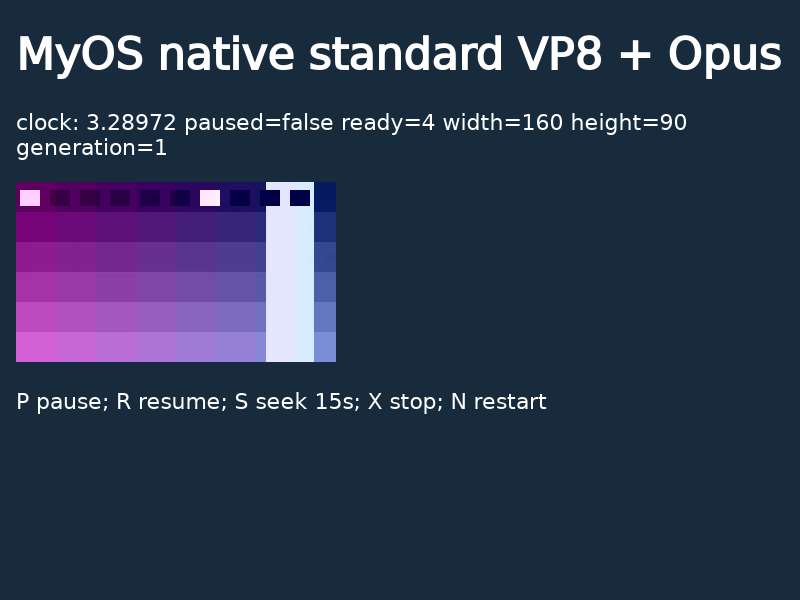 MyOS native standard VP8 + Opus
clock: 3.28972 paused=false ready=4 width=160 height=90
generation=1
P pause; R resume; S seek 15s; X stop; N restart